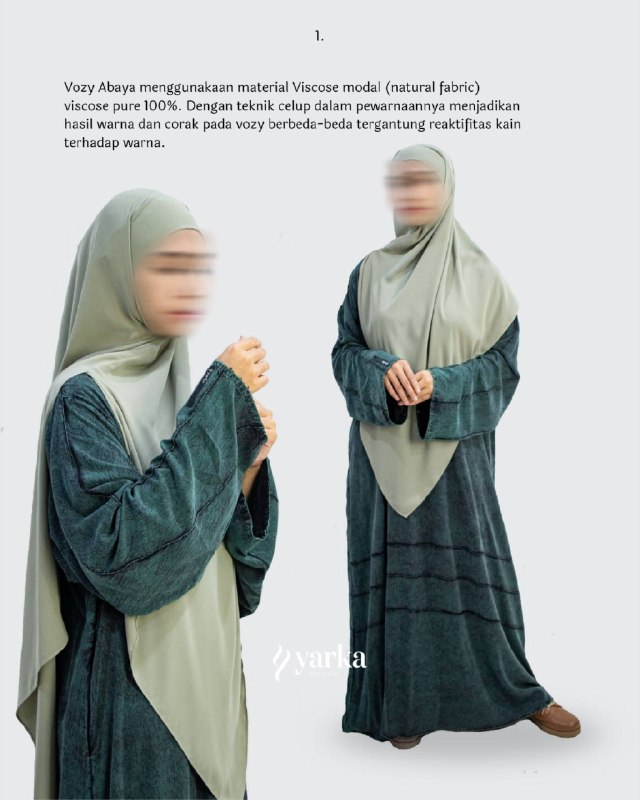 1.
Vozy Abaya menggunakaan material Viscose modal (natural fabric)
viscose pure 100%. Dengan teknik celup dalam pewarnaannya menjadikan
hasil warna dan corak pada vozy berbeda-beda tergantung reaktifitas kain
terhadap warna.
yarka